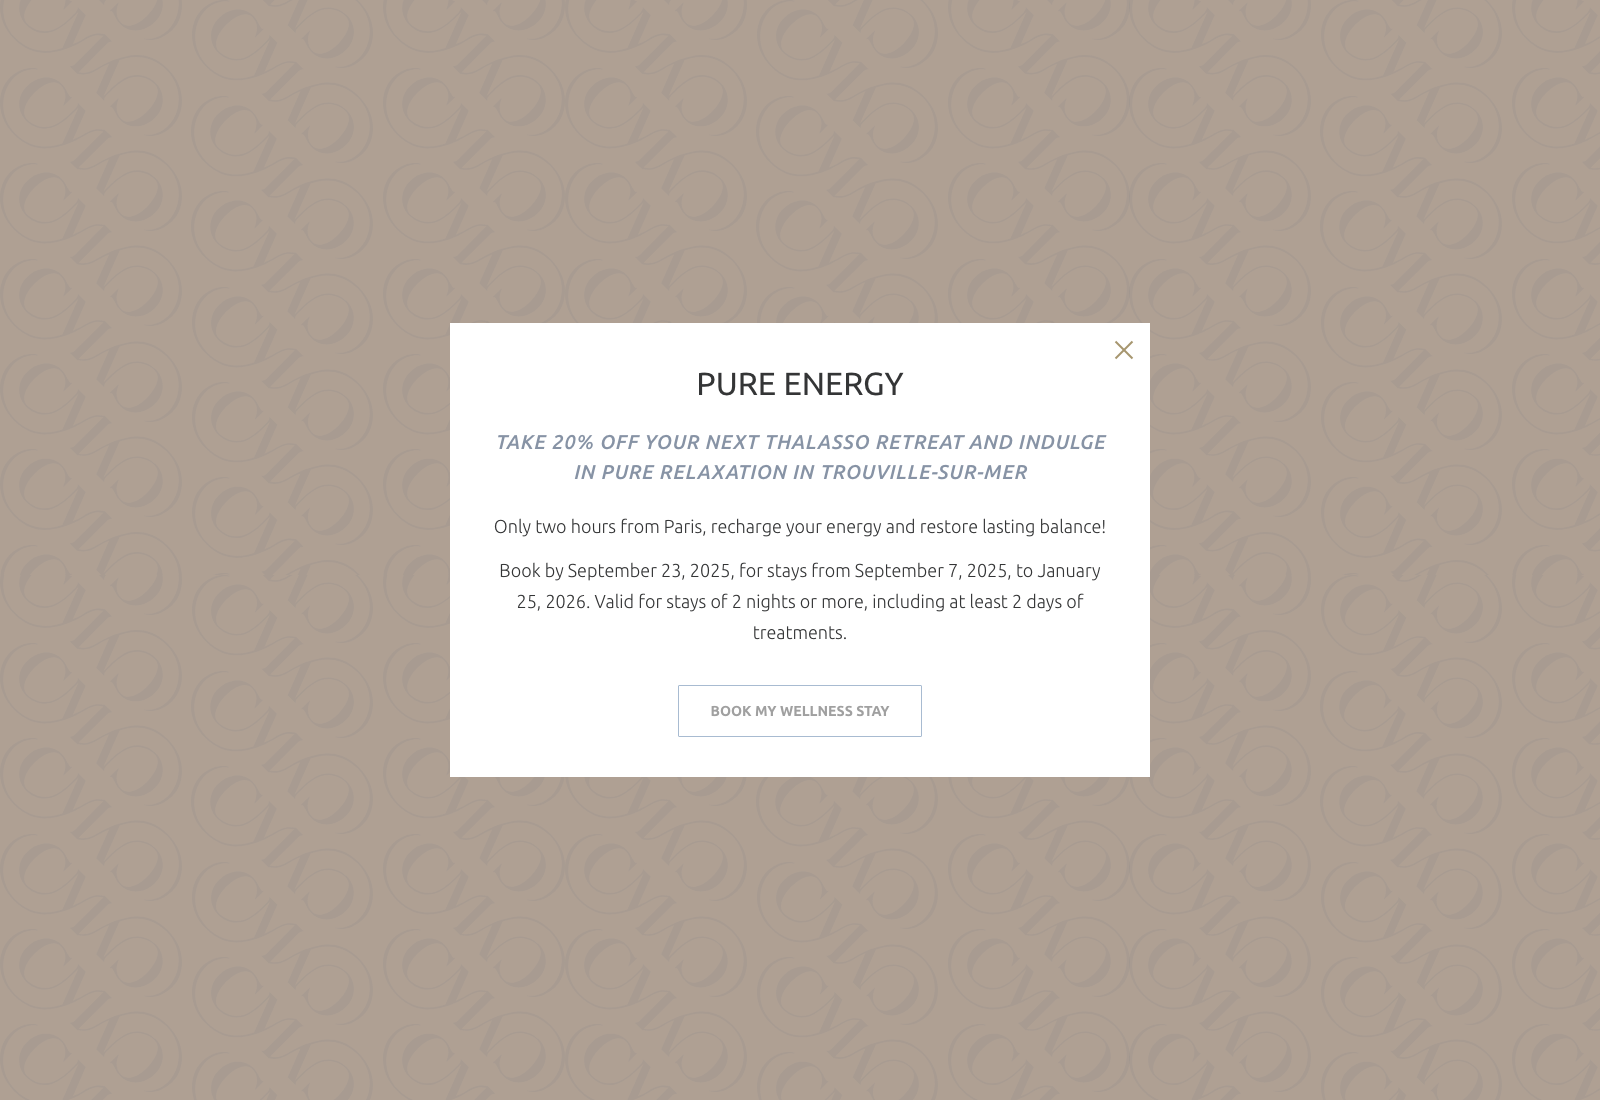 PURE ENERGY
TAKE 20% OFF YOUR NEXT THALASSO RETREAT AND INDULGE
IN PURE RELAXATION IN TROUVILLE-SUR-MER
Only two hours from Paris, recharge your energy and restore lasting balance!
Book by September 23, 2025, for stays from September 7, 2025, to January
25, 2026. Valid for stays of 2 nights or more, including at least 2 days of
treatments.
BOOK MY WELLNESS STAY